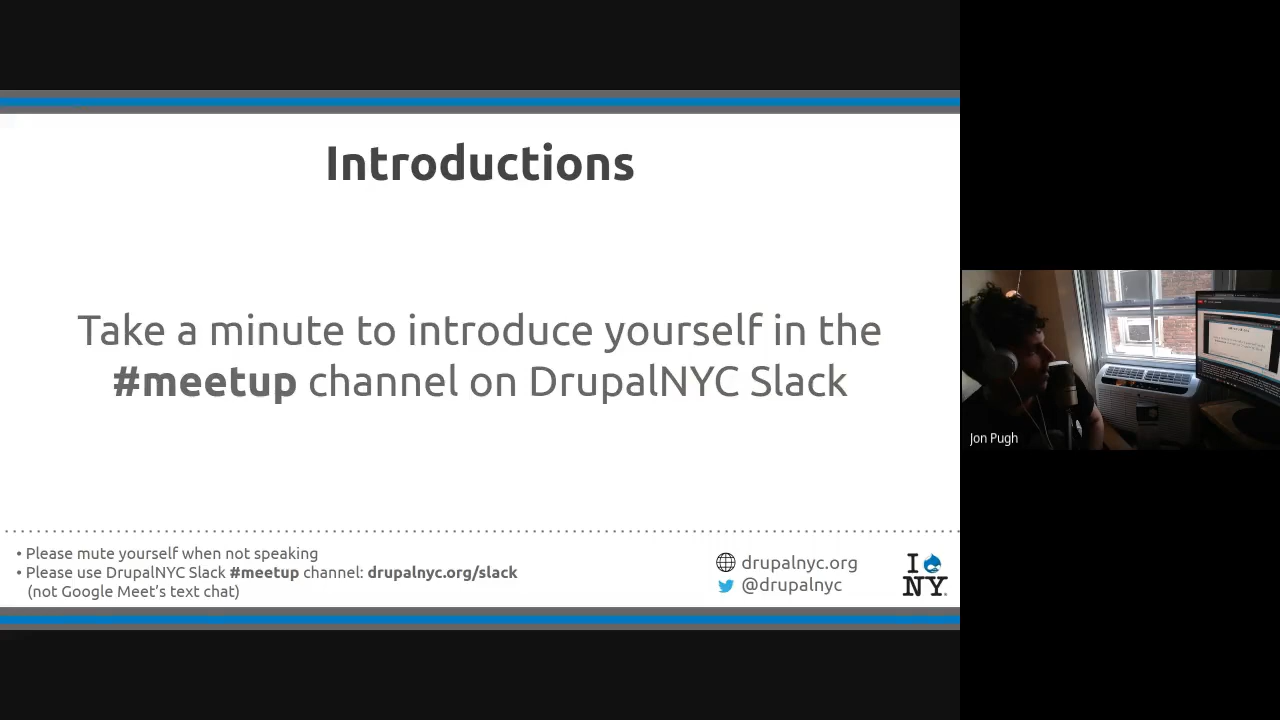 Introductions
Take a minute to introduce yourself in the
#meetup channel on DrupalNYC Slack
• Please mute yourself when not speaking
• Please use DrupalNYC Slack #meetup channel: drupalnyc.org/slack
(not Google Meet's text chat)
drupalnyc.org
@drupalnyc
I
NY.
Jon Pugh